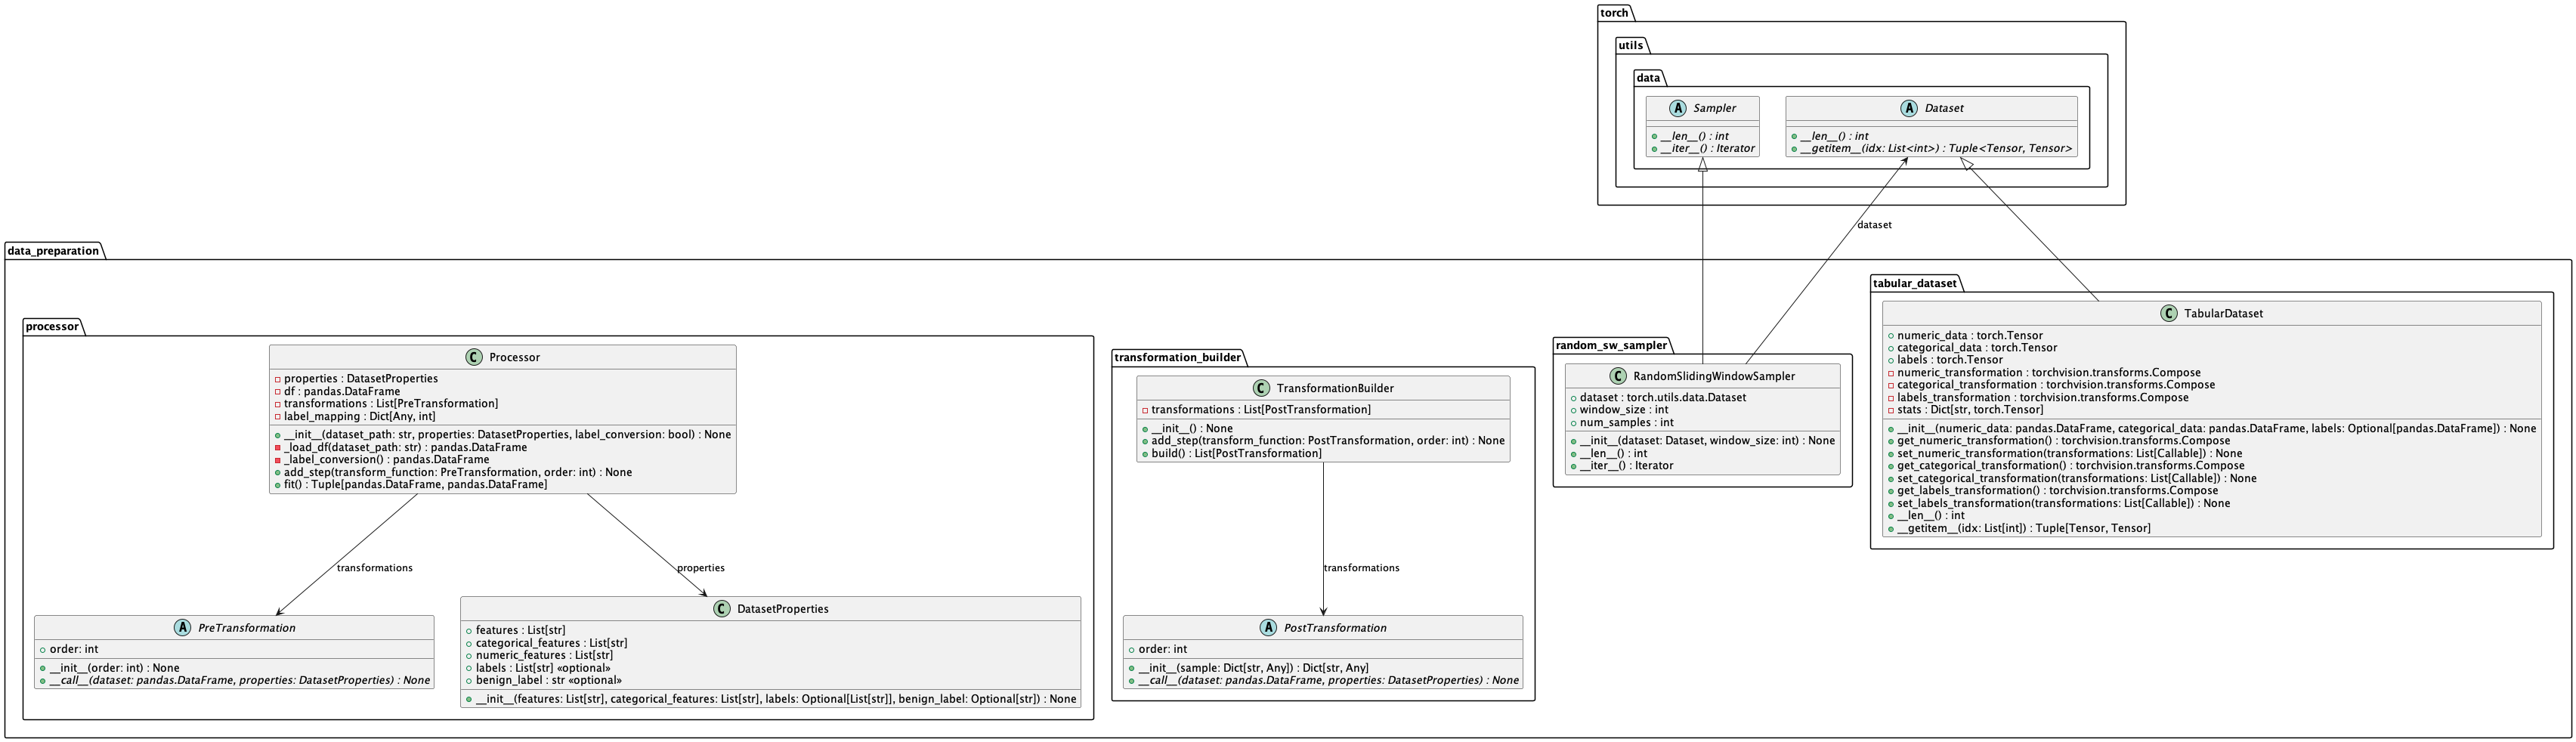 torch
utils
data
A Sampler
__len__() : int
__iter__() : Iterator
A Dataset
__len__() : int
__getitem__(idx: List<int>) : Tuple<Tensor, Tensor>
dataset
data_preparation
processor
C Processor
properties : DatasetProperties
df : pandas.DataFrame
transformations : List[PreTransformation]
label_mapping : Dict[Any, int]
__init__(dataset_path: str, properties: DatasetProperties, label_conversion: bool) : None
_load_df(dataset_path: str) : pandas.DataFrame
_label_conversion() : pandas.DataFrame
add_step(transform_function: PreTransformation, order: int) : None
fit() : Tuple[pandas.DataFrame, pandas.DataFrame]
transformations
properties
A PreTransformation
order: int
__init__(order: int) : None
__call__(dataset: pandas.DataFrame, properties: DatasetProperties) : None
C DatasetProperties
features : List[str]
categorical_features : List[str]
numeric_features : List[str]
labels : List[str] «optional»
benign_label : str «optional»
__init__(features: List[str], categorical_features: List[str], labels: Optional[List[str]], benign_label: Optional[str]) : None
transformation_builder
C TransformationBuilder
transformations : List[PostTransformation]
__init__() : None
add_step(transform_function: PostTransformation, order: int) : None
build() : List[PostTransformation]
transformations
A PostTransformation
order: int
__init__(sample: Dict[str, Any]) : Dict[str, Any]
__call__(dataset: pandas.DataFrame, properties: DatasetProperties) : None
random_sw_sampler
C RandomSlidingWindowSampler
dataset : torch.utils.data.Dataset
window_size : int
num_samples : int
__init__(dataset: Dataset, window_size: int) : None
__len__() : int
__iter__() : Iterator
tabular_dataset
C TabularDataset
numeric_data : torch.Tensor
categorical_data : torch.Tensor
labels : torch.Tensor
numeric_transformation : torchvision.transforms.Compose
categorical_transformation : torchvision.transforms.Compose
labels_transformation : torchvision.transforms.Compose
stats : Dict[str, torch.Tensor]
__init__(numeric_data: pandas.DataFrame, categorical_data: pandas.DataFrame, labels: Optional[pandas.DataFrame]) : None
get_numeric_transformation() : torchvision.transforms.Compose
set_numeric_transformation(transformations: List[Callable]) : None
get_categorical_transformation() : torchvision.transforms.Compose
set_categorical_transformation(transformations: List[Callable]) : None
get_labels_transformation() : torchvision.transforms.Compose
set_labels_transformation(transformations: List[Callable]) : None
__len__() : int
__getitem__(idx: List[int]) : Tuple[Tensor, Tensor]